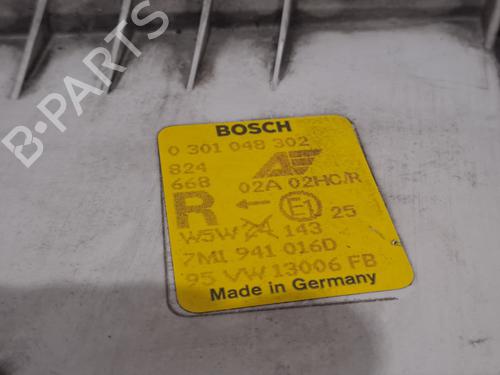 BOSCH
0 301 048 302
824
668 02A 02HC/R
R ← E1 25
W5W 24 143
7M1 941 016D
95 VW 13006 FB
Made in Germany
B-PARTS